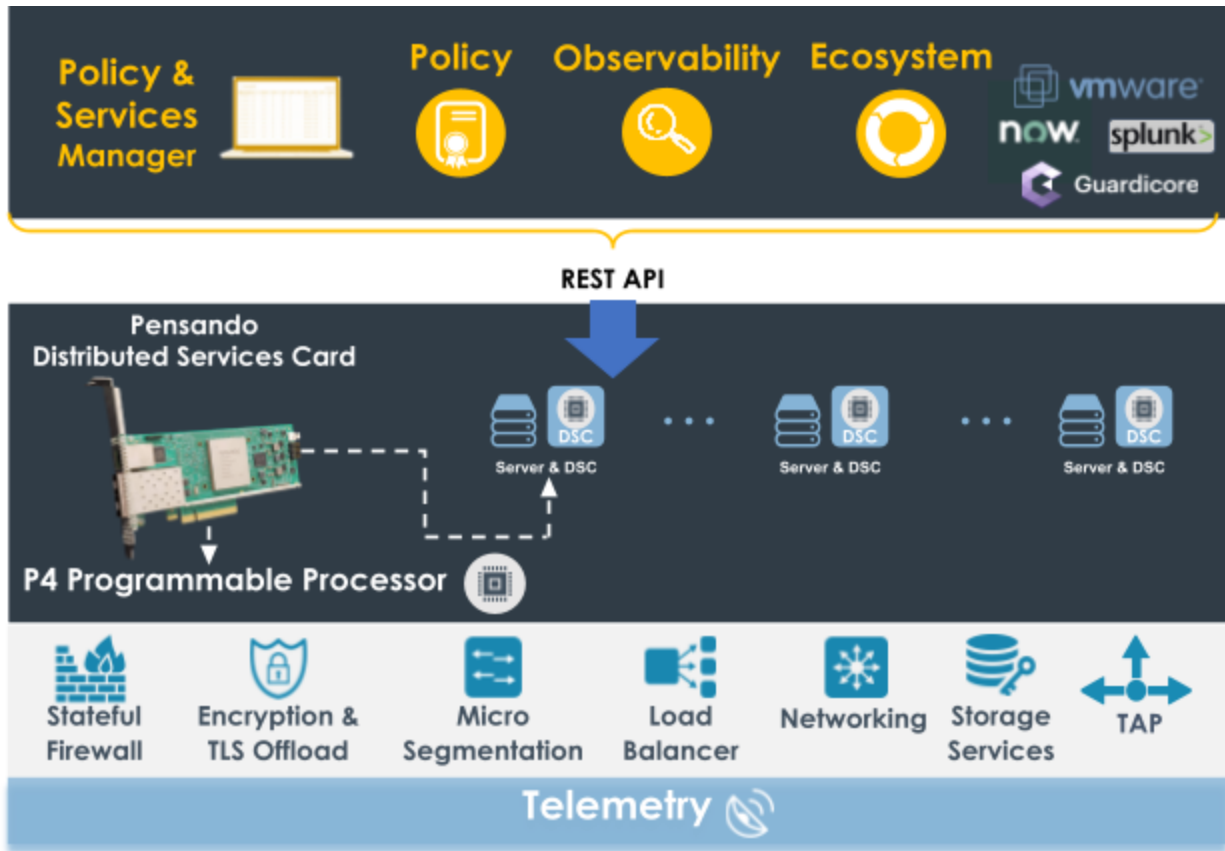 Policy &
Services
Manager
Policy
Observability
Ecosystem
vmware
now.
splunk>
Guardicore
REST API
Pensando
Distributed Services Card
DSC
Server & DSC
DSC
Server & DSC
DSC
Server & DSC
P4 Programmable Processor
Stateful
Firewall
Encryption &
TLS Offload
Micro
Segmentation
Load
Balancer
Networking
Storage
Services
TAP
Telemetry